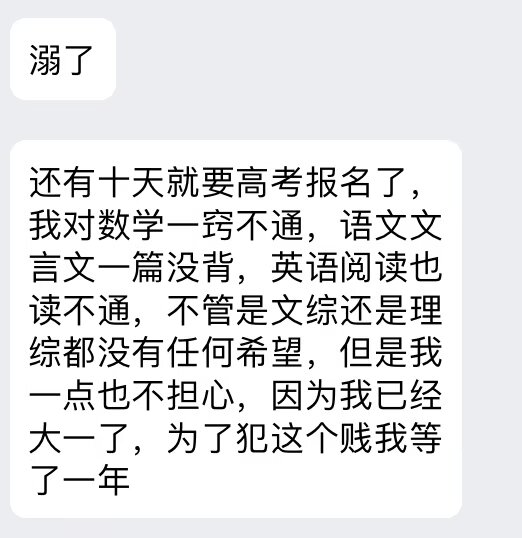 溺了
还有十天就要高考报名了，
我对数学一窍不通，语文文
言文一篇没背，英语阅读也
读不通，不管是文综还是理
综都没有任何希望，但是我
一点也不担心，因为我已经
大一了，为了犯这个贱我等
了一年